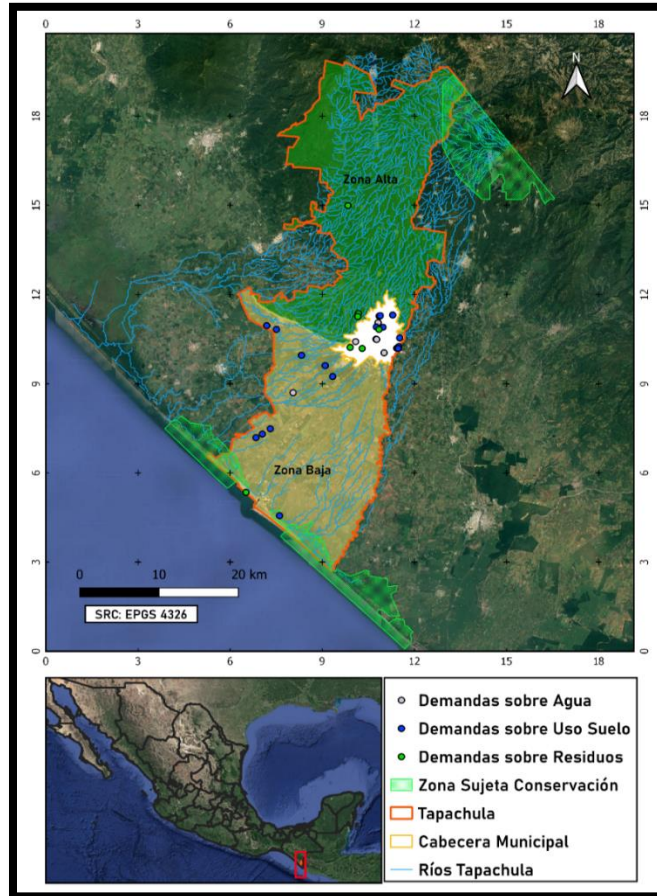 0 3 6 9 12 15 18
N
18 18
Zona Alta
15 15
12 12
9 9
6 6
Zona Baja
3 3
0 10 20 km
SRC: EPGS 4326
0 0
0 3 6 9 12 15 18
Demandas sobre Agua
Demandas sobre Uso Suelo
Demandas sobre Residuos
Zona Sujeta Conservación
Tapachula
Cabecera Municipal
Ríos Tapachula